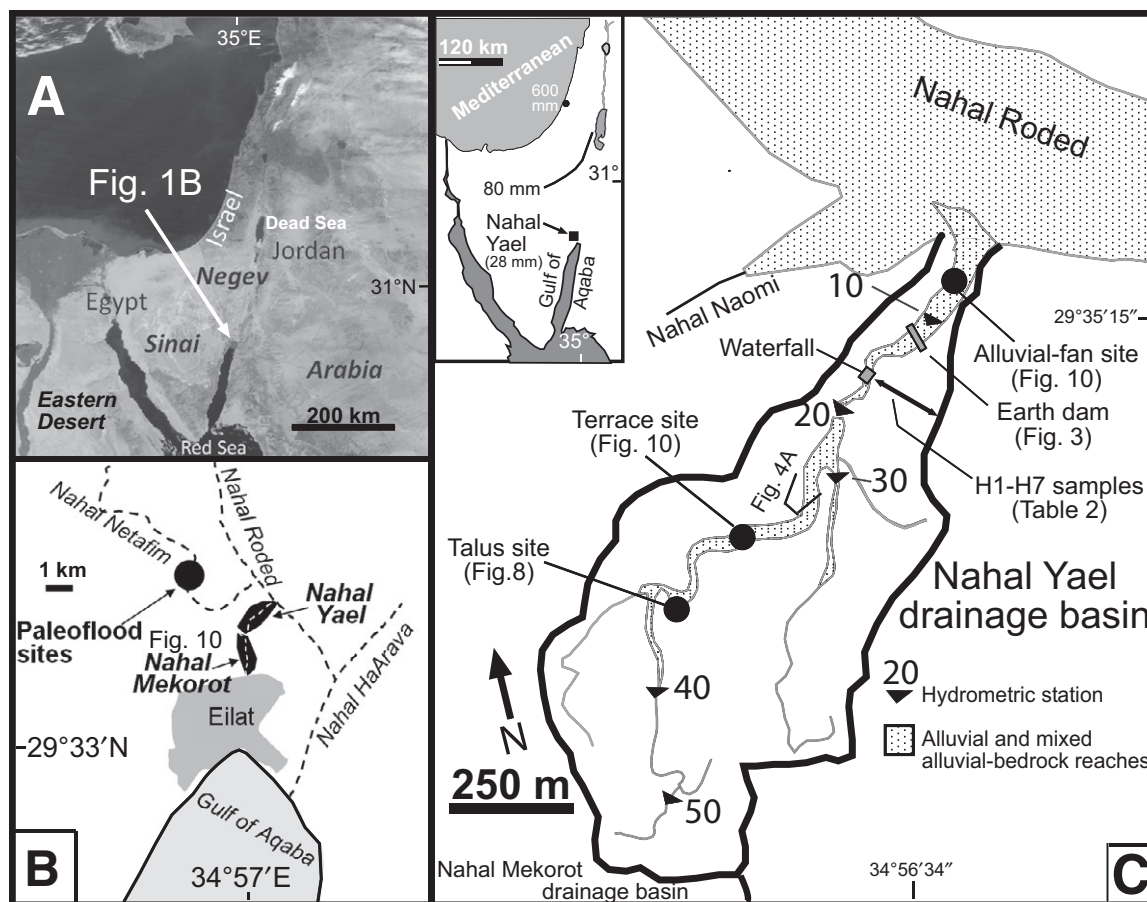 35°E
A
Fig. 1B
Israel
Dead Sea
Jordan
Negev
31°N
Egypt
Sinai
Arabia
Eastern
Desert
200 km
Red Sea
120 km
Mediterranean
600
mm
31°
80 mm
Nahal
Yael
(28 mm)
Gulf of
Aqaba
35°
Nahal Netafim
Nahal Roded
1 km
Nahal
Yael
Paleoflood
sites
Fig. 10
Nahal
Mekorot
Nahal HaArava
Eilat
29°33′N
Gulf of Aqaba
34°57′E
B
Nahal Roded
Nahal Naomi
10
29°35′15″
Waterfall
Alluvial-fan site
(Fig. 10)
Earth dam
(Fig. 3)
20
Terrace site
(Fig. 10)
Fig. 4A
30
H1-H7 samples
(Table 2)
Talus site
(Fig.8)
Nahal Yael
drainage basin
40
20
Hydrometric station
N
Alluvial and mixed
alluvial-bedrock reaches
250 m
50
Nahal Mekorot
drainage basin
34°56′34″
C